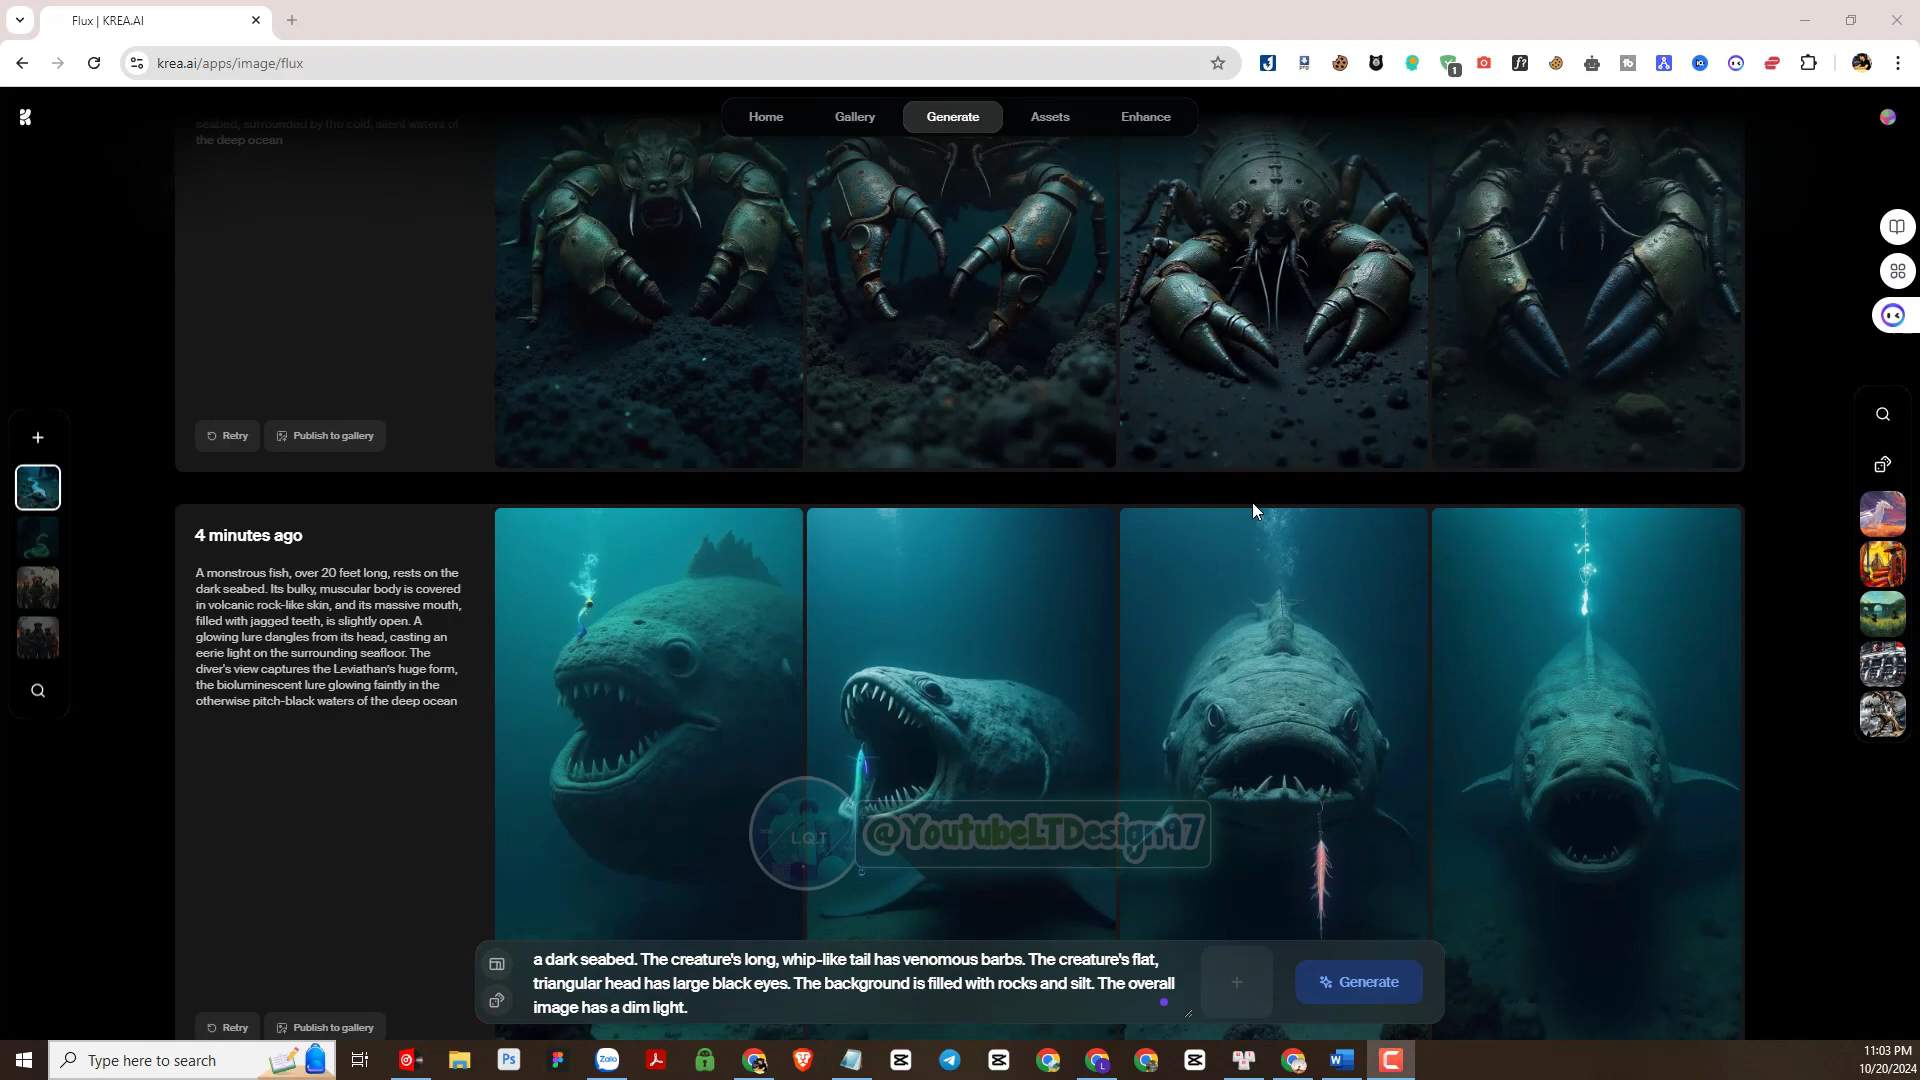 Flux | KREA.AI
krea.ai/apps/image/flux
1
Home
Gallery
Generate
Assets
Enhance
seabed, surrounded by the cold, silent waters of
the deep ocean
Retry
Publish to gallery
4 minutes ago
A monstrous fish, over 20 feet long, rests on the
dark seabed. Its bulky, muscular body is covered
in volcanic rock-like skin, and its massive mouth,
filled with jagged teeth, is slightly open. A
glowing lure dangles from its head, casting an
eerie light on the surrounding seafloor. The
diver's view captures the Leviathan's huge form,
the bioluminescent lure glowing faintly in the
otherwise pitch-black waters of the deep ocean
L.Q.T
@YoutubeLTDesign97
a dark seabed. The creature's long, whip-like tail has venomous barbs. The creature's flat,
triangular head has large black eyes. The background is filled with rocks and silt. The overall
image has a dim light.
Generate
Retry
Publish to gallery
Type here to search
Ps
Zalo
11:03 PM
10/20/2024